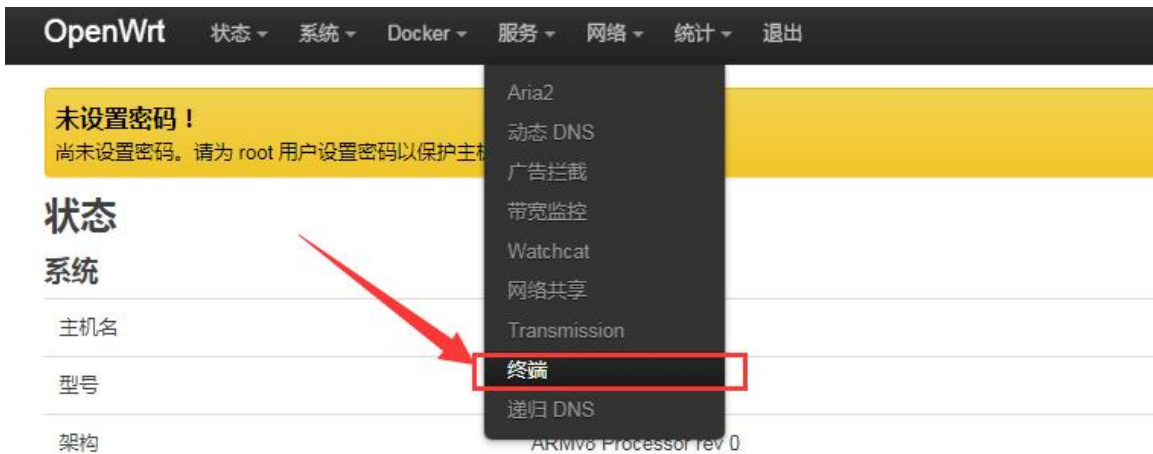 OpenWrt 状态 系统 Docker 服务 网络 统计 退出
Aria2
未设置密码！
动态 DNS
尚未设置密码。请为 root 用户设置密码以保护主
广告拦截
状态
带宽监控
Watchcat
系统
网络共享
主机名
Transmission
终端
型号
递归 DNS
架构
ARMv8 Processor rev 0